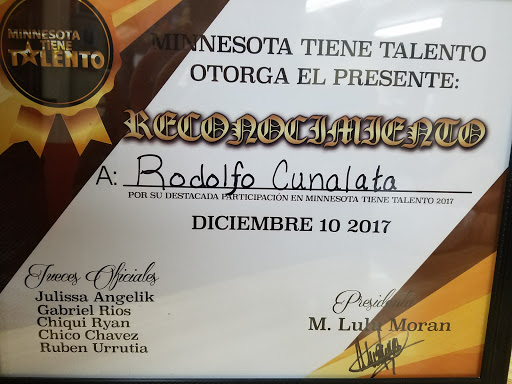 MINNESOTA
TIENE
TALENTO
MINNESOTA TIENE TALENTO
OTORGA EL PRESENTE:
RECONOCIMIENTO
A: Rodolfo Cunalata
POR SU DESTACADA PARTICIPACIÓN EN MINNESOTA TIENE TALENTO 2017
DICIEMBRE 10 2017
Jueces Oficiales
Julissa Angelik
Gabriel Rios
Chiqui Ryan
Chico Chavez
Ruben Urrutia
Presidenta
M. Lulu Moran